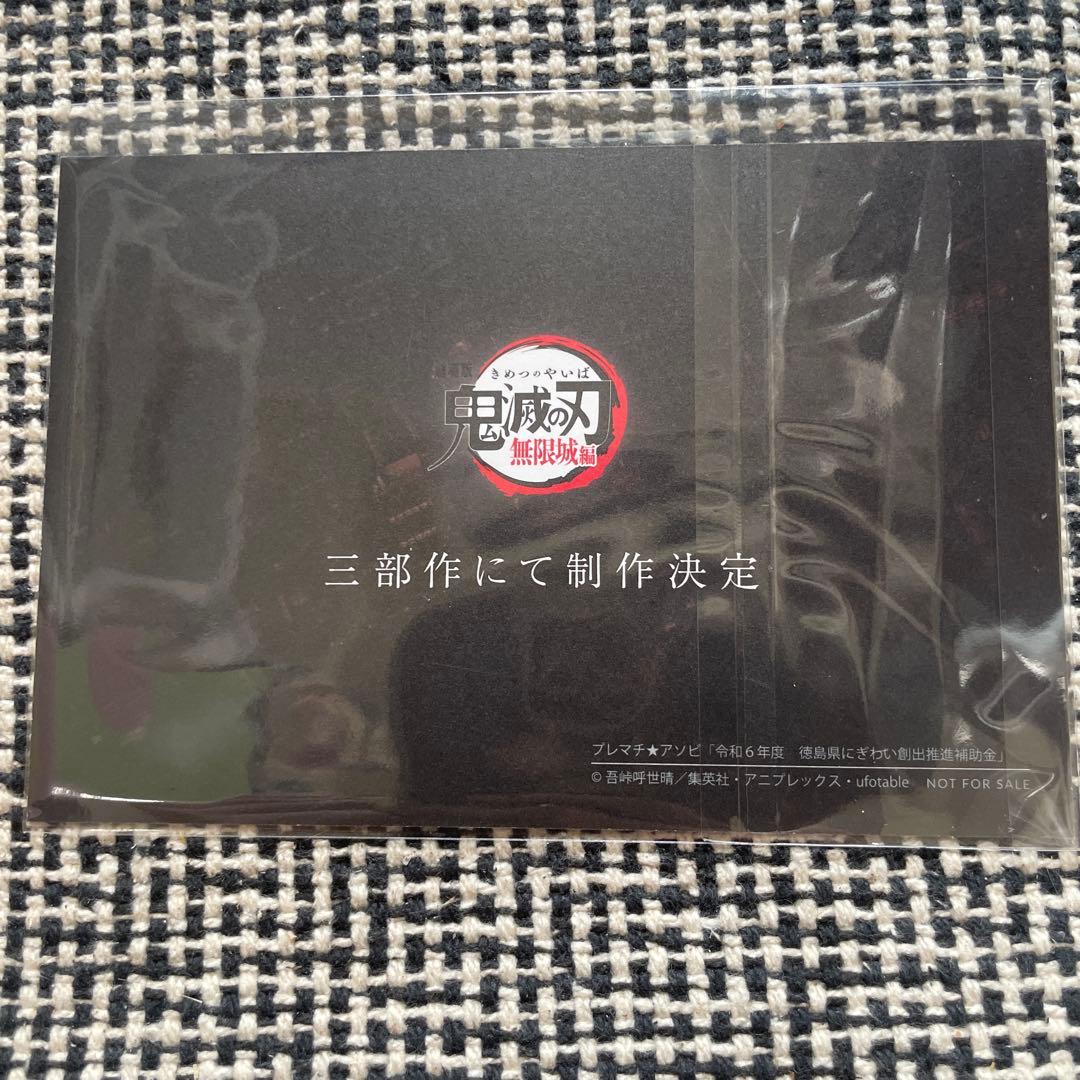 劇場版
きめつのやいば
鬼滅の刃
無限城編
三部作にて制作決定
プレマチ★アソビ「令和6年度 徳島県にぎわい創出推進補助金」
© 吾峠呼世晴／集英社・アニプレックス・ufotable NOT FOR SALE